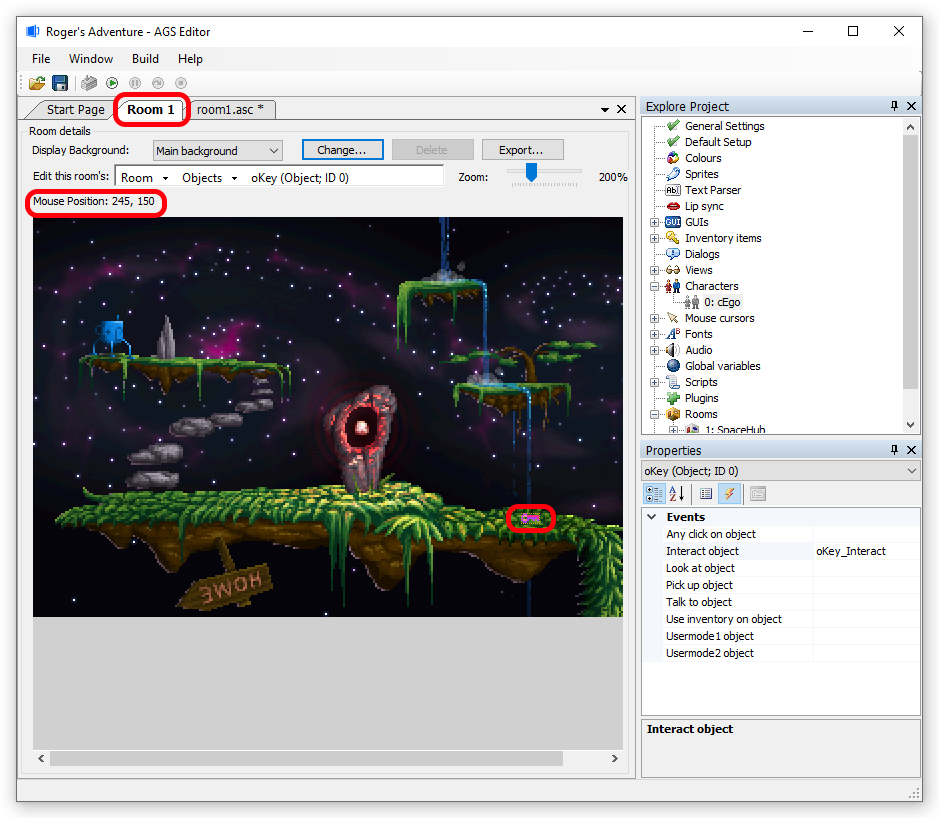 Roger's Adventure - AGS Editor
File Window Build Help
Start Page Room 1 room1.asc *
Room details
Display Background: Main background Change... Delete Export...
Edit this room's: Room Objects oKey (Object; ID 0) Zoom: 200%
Mouse Position: 245, 150
HOME
Explore Project
General Settings
Default Setup
Colours
Sprites
Ab
Text Parser
Lip sync
GUI
GUIs
Inventory items
Dialogs
Views
Characters
0: cEgo
Mouse cursors
Fonts
Audio
Global variables
Scripts
Plugins
Rooms
1: SpaceHub
Properties
oKey (Object; ID 0)
Events
Any click on object
Interact object oKey_Interact
Look at object
Pick up object
Talk to object
Use inventory on object
Usermode1 object
Usermode2 object
Interact object